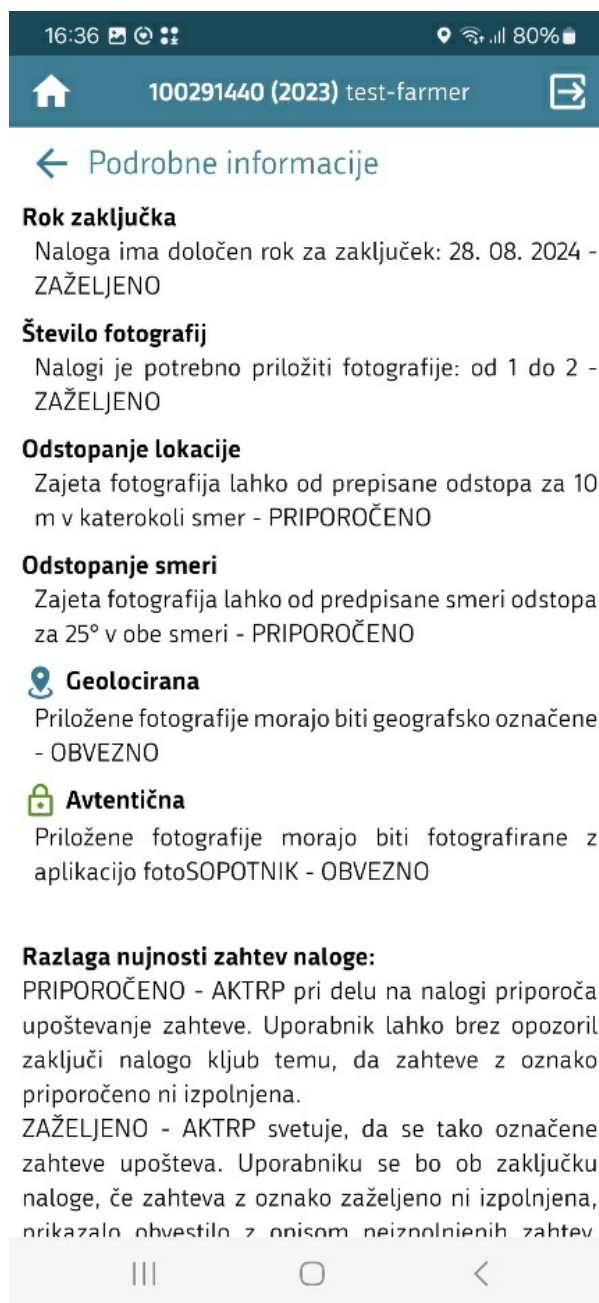 16:36 80%
100291440 (2023) test-farmer
Podrobne informacije
Rok zaključka
Naloga ima določen rok za zaključek: 28. 08. 2024 -
ZAŽELJENO
Število fotografij
Nalogi je potrebno priložiti fotografije: od 1 do 2 -
ZAŽELJENO
Odstopanje lokacije
Zajeta fotografija lahko od prepisane odstopa za 10
m v katerokoli smer - PRIPOROČENO
Odstopanje smeri
Zajeta fotografija lahko od predpisane smeri odstopa
za 25° v obe smeri - PRIPOROČENO
Geolocirana
Priložene fotografije morajo biti geografsko označene
- OBVEZNO
Avtentična
Priložene fotografije morajo biti fotografirane z
aplikacijo fotoSOPOTNIK - OBVEZNO
Razlaga nujnosti zahtev naloge:
PRIPOROČENO - AKTRP pri delu na nalogi priporoča
upoštevanje zahteve. Uporabnik lahko brez opozoril
zaključi nalogo kljub temu, da zahteve z oznako
priporočeno ni izpolnjena.
ZAŽELJENO - AKTRP svetuje, da se tako označene
zahteve upošteva. Uporabniku se bo ob zaključku
naloge, če zahteva z oznako zaželjeno ni izpolnjena,
prikazalo obvestilo z opisom neizpolnjenih zahtev.